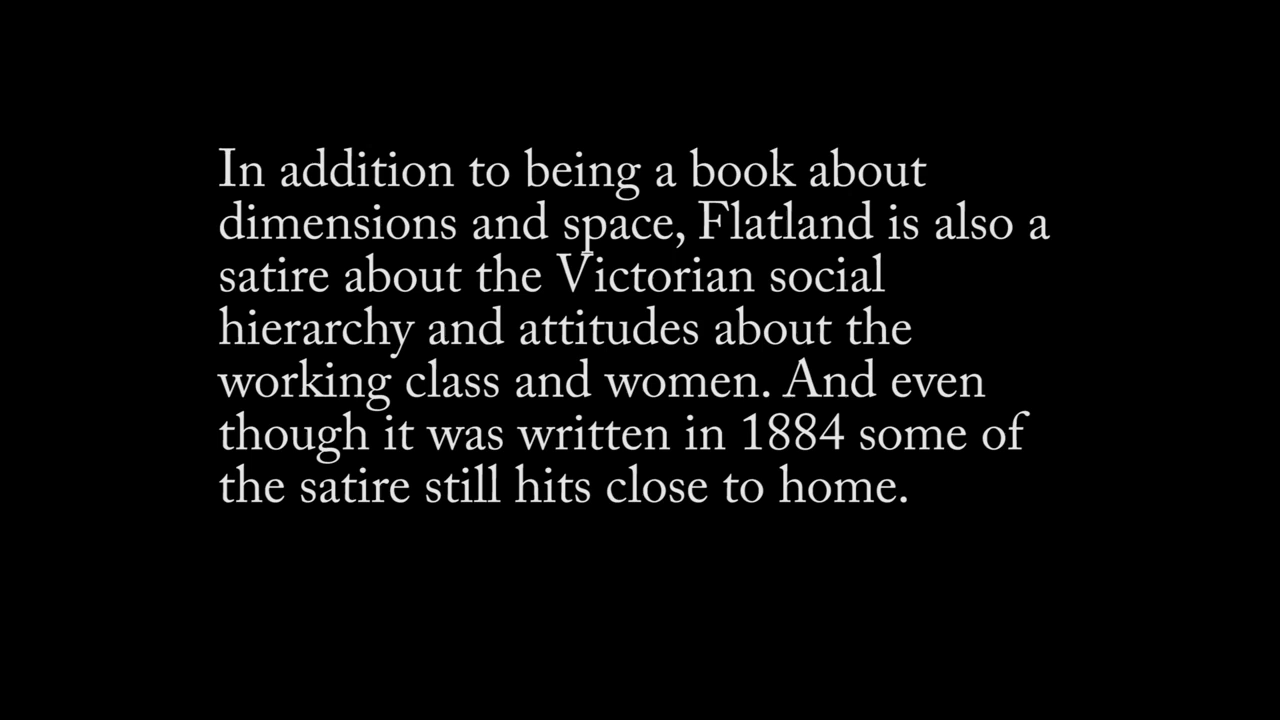 In addition to being a book about
dimensions and space, Flatland is also a
satire about the Victorian social
hierarchy and attitudes about the
working class and women. And even
though it was written in 1884 some of
the satire still hits close to home.